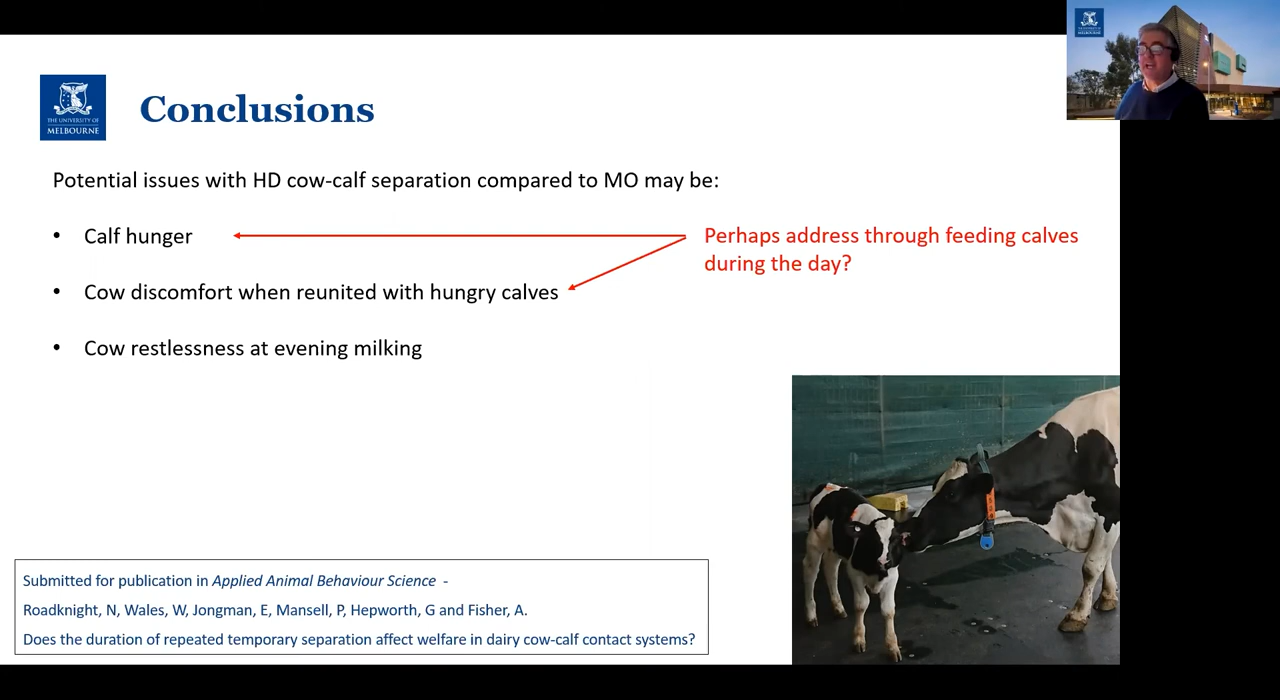 THE UNIVERSITY OF
MELBOURNE
Conclusions
Potential issues with HD cow-calf separation compared to MO may be:
• Calf hunger
Perhaps address through feeding calves
during the day?
• Cow discomfort when reunited with hungry calves
• Cow restlessness at evening milking
Submitted for publication in Applied Animal Behaviour Science -
Roadknight, N, Wales, W, Jongman, E, Mansell, P, Hepworth, G and Fisher, A.
Does the duration of repeated temporary separation affect welfare in dairy cow-calf contact systems?